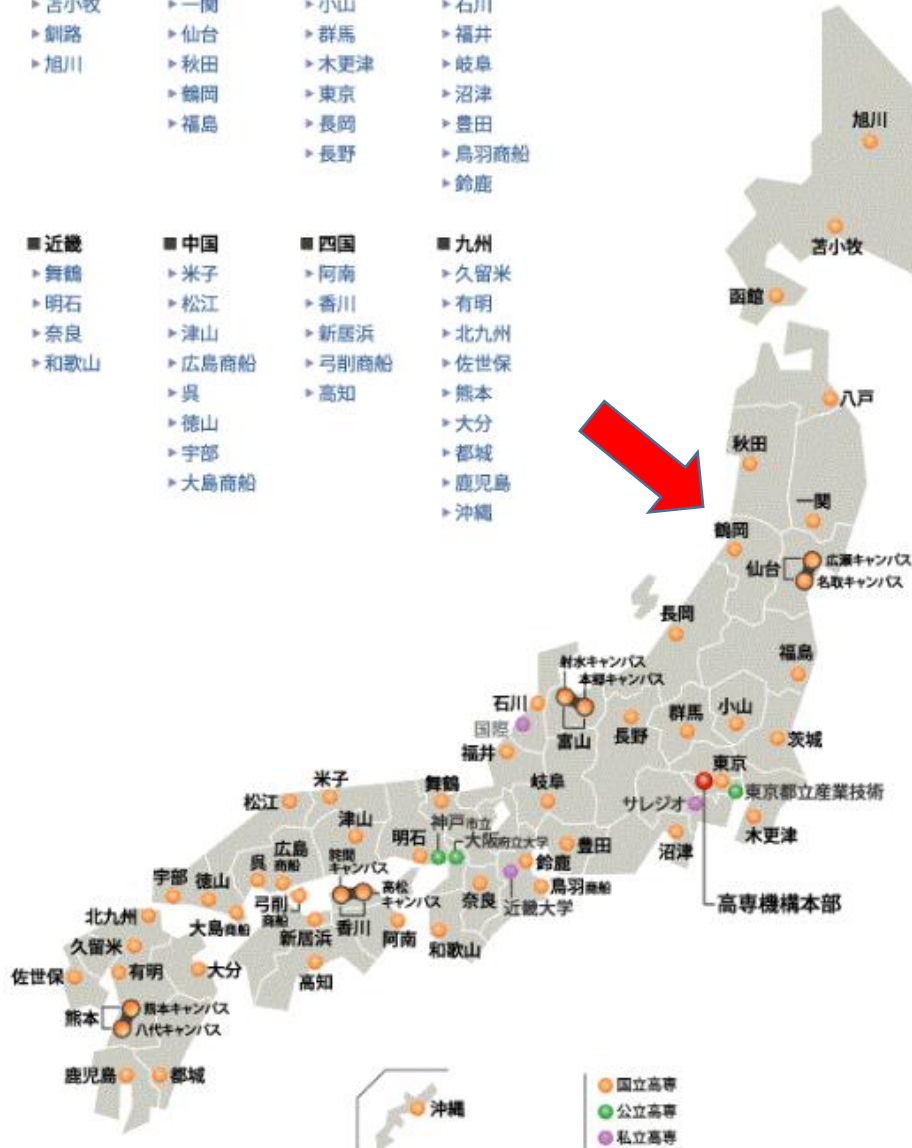 ▸苫小牧 ▸一関 ▸小山 ▸石川
▸釧路 ▸仙台 ▸群馬 ▸福井
▸旭川 ▸秋田 ▸木更津 ▸岐阜
▸鶴岡 ▸東京 ▸沼津
▸福島 ▸長岡 ▸豊田
▸長野 ▸鳥羽商船
▸鈴鹿
■近畿 ■中国 ■四国 ■九州
▸舞鶴 ▸米子 ▸阿南 ▸久留米
▸明石 ▸松江 ▸香川 ▸有明
▸奈良 ▸津山 ▸新居浜 ▸北九州
▸和歌山 ▸広島商船 ▸弓削商船 ▸佐世保
▸呉 ▸高知 ▸熊本
▸徳山 ▸大分
▸宇部 ▸都城
▸大島商船 ▸鹿児島
▸沖縄
旭川
苫小牧
函館
八戸
秋田
一関
鶴岡
仙台
広瀬キャンパス
名取キャンパス
長岡
福島
射水キャンパス
本郷キャンパス
石川
国際
富山
長野
群馬
小山
茨城
福井
東京
東京都立産業技術
サレジオ
木更津
沼津
高専機構本部
岐阜
豊田
鈴鹿
鳥羽商船
近畿大学
奈良
和歌山
舞鶴
神戸市立
大阪府立大学
明石
米子
松江
津山
広島
商船
呉
詫間
キャンパス
高松
キャンパス
香川
弓削
商船
新居浜
阿南
高知
宇部
徳山
大島商船
北九州
久留米
佐世保
有明
大分
熊本
熊本キャンパス
八代キャンパス
鹿児島
都城
沖縄
国立高専
公立高専
私立高専